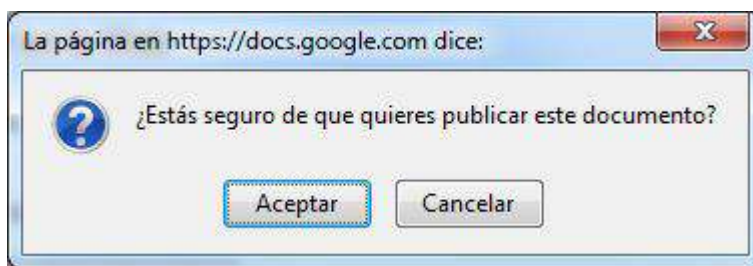 La página en https://docs.google.com dice:
¿Estás seguro de que quieres publicar este documento?
Aceptar Cancelar